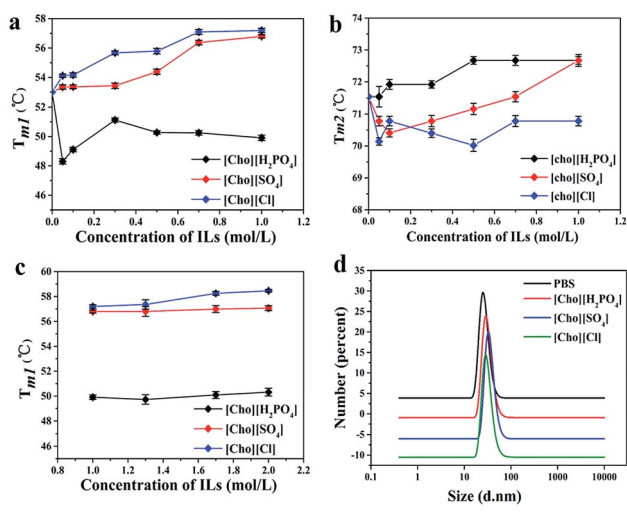 a
T_m1 (℃)
58
56
54
52
50
48
46
[Cho][H₂PO₄]
[Cho][SO₄]
[Cho][Cl]
0.0 0.2 0.4 0.6 0.8 1.0 1.2
Concentration of ILs (mol/L)
b
T_m2 (℃)
74
72
70
68
66
[cho][H₂PO₄]
[cho][SO₄]
[cho][Cl]
0.0 0.2 0.4 0.6 0.8 1.0 1.2
Concentration of ILs (mol/L)
c
T_m1 (℃)
60
58
56
54
52
50
48
46
[Cho][H₂PO₄]
[Cho][SO₄]
[Cho][Cl]
0.8 1.0 1.2 1.4 1.6 1.8 2.0 2.2
Concentration of ILs (mol/L)
d
Number (percent)
35
30
25
20
15
10
5
0
-5
-10
PBS
[Cho][H₂PO₄]
[Cho][SO₄]
[Cho][Cl]
0.1 1 10 100 1000 10000
Size (d.nm)